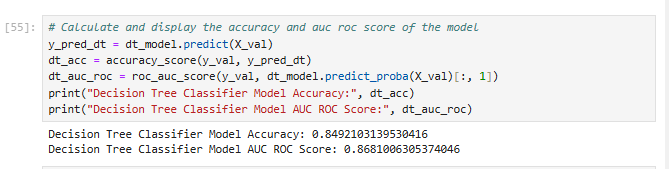 [55]:
# Calculate and display the accuracy and auc roc score of the model
y_pred_dt = dt_model.predict(X_val)
dt_acc = accuracy_score(y_val, y_pred_dt)
dt_auc_roc = roc_auc_score(y_val, dt_model.predict_proba(X_val)[:, 1])
print("Decision Tree Classifier Model Accuracy:", dt_acc)
print("Decision Tree Classifier Model AUC ROC Score:", dt_auc_roc)
Decision Tree Classifier Model Accuracy: 0.8492103139530416
Decision Tree Classifier Model AUC ROC Score: 0.8681006305374046